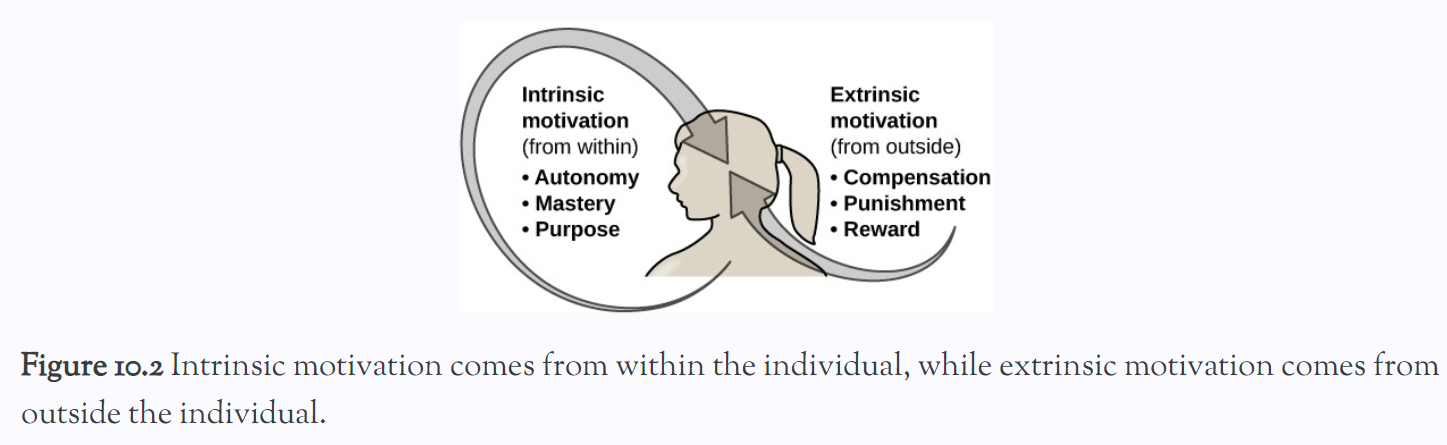 Intrinsic
motivation
(from within)
• Autonomy
• Mastery
• Purpose
Extrinsic
motivation
(from outside)
• Compensation
• Punishment
• Reward
Figure 10.2 Intrinsic motivation comes from within the individual, while extrinsic motivation comes from
outside the individual.